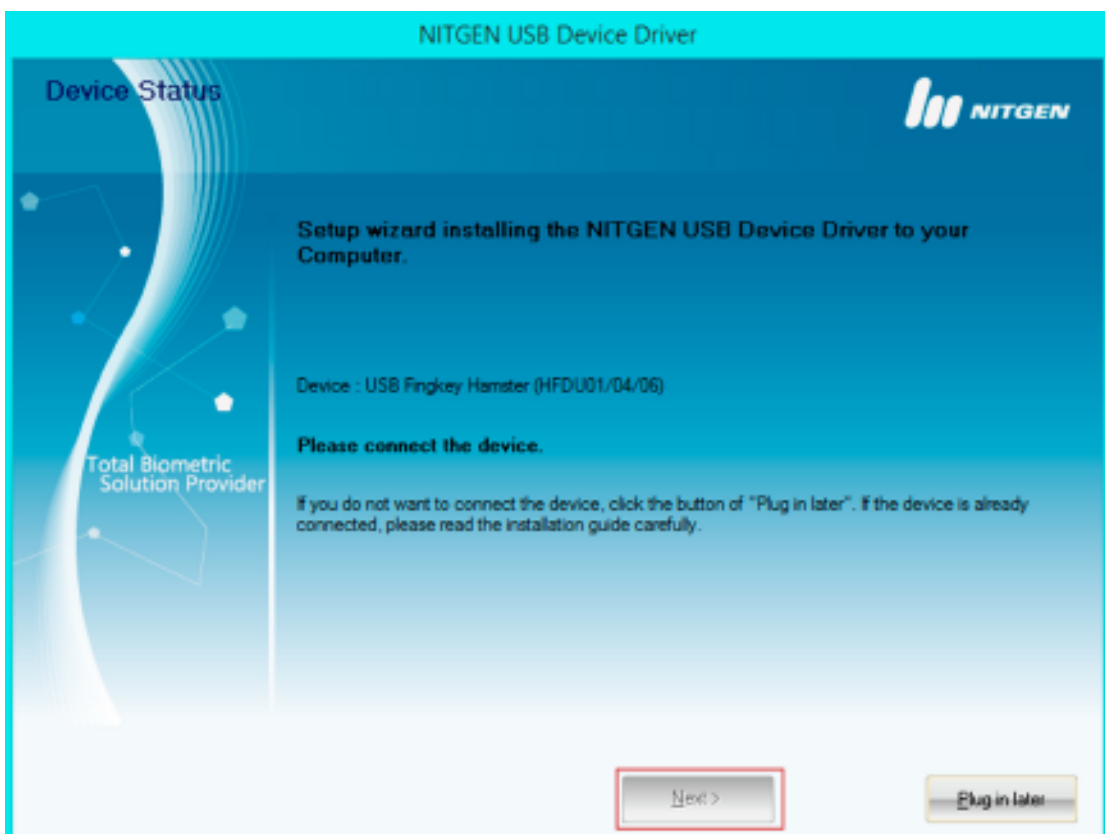 NITGEN USB Device Driver
Device Status
NITGEN
Setup wizard installing the NITGEN USB Device Driver to your
Computer.
Device : USB Fingkey Hamster (HFDU01/04/06)
Please connect the device.
Total Biometric
Solution Provider
If you do not want to connect the device, click the button of "Plug in later". If the device is already
connected, please read the installation guide carefully.
Next >
Plug in later